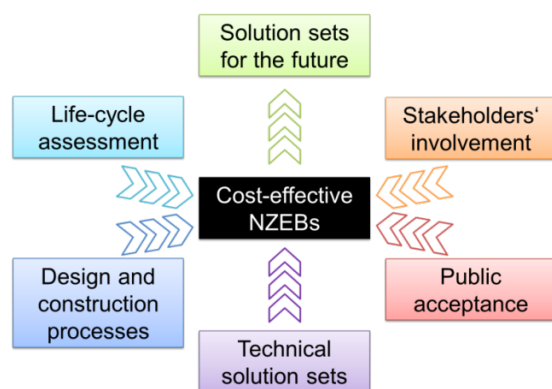 Solution sets
for the future
Life-cycle
assessment
Stakeholders‘
involvement
Cost-effective
NZEBs
Design and
construction
processes
Public
acceptance
Technical
solution sets